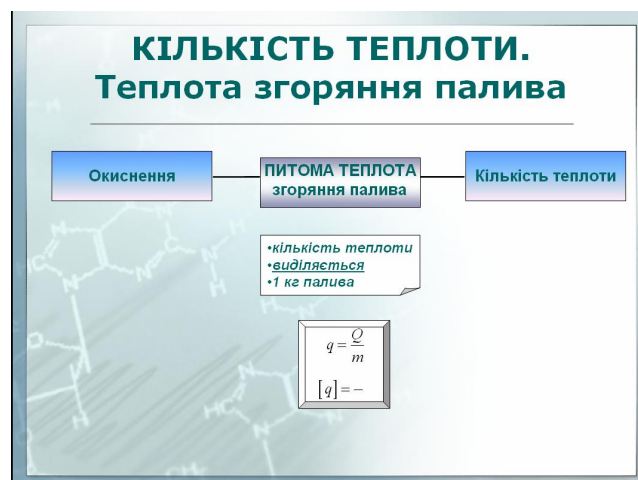 КІЛЬКІСТЬ ТЕПЛОТИ.
Теплота згоряння палива
Окиснення
ПИТОМА ТЕПЛОТА
згоряння палива
Кількість теплоти
•кількість теплоти
•виділяється
•1 кг палива
q = Q/m
[q] = –